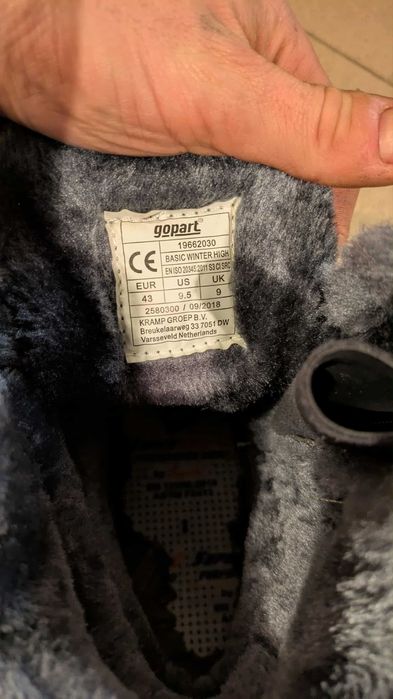 gopart
19662030
CE BASIC WINTER HIGH
EN ISO 20345:2011 S3 CI SRC
EUR US UK
43 9.5 9
2580300 / 09/2018
KRAMP GROEP B.V.
Breukelaarweg 33 7051 DW
Varsseveld Netherlands